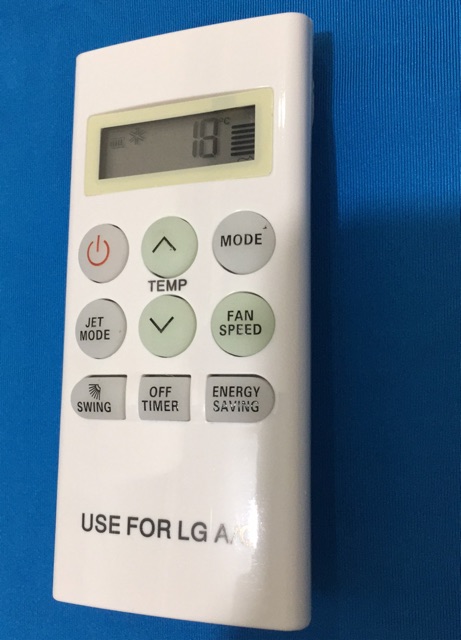 18°C
MODE
TEMP
JET
MODE
FAN
SPEED
SWING
OFF
TIMER
ENERGY
SAVING
USE FOR LG